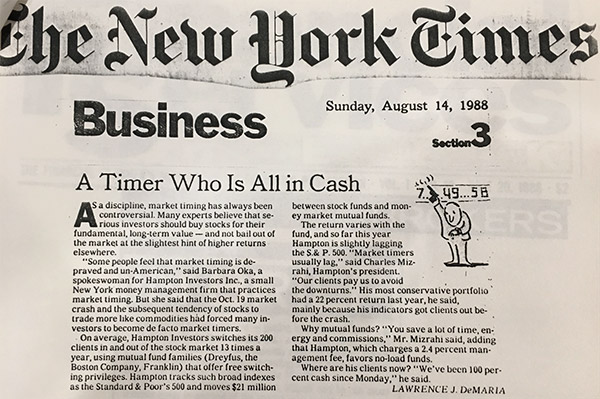 The New York Times
Business
Sunday, August 14, 1988
Section 3
A Timer Who Is All in Cash
As a discipline, market timing has always been
controversial. Many experts believe that se-
rious investors should buy stocks for their
fundamental, long-term value — and not bail out of
the market at the slightest hint of higher returns
elsewhere.
"Some people feel that market timing is de-
praved and un-American," said Barbara Oka, a
spokeswoman for Hampton Investors Inc., a small
New York money management firm that practices
market timing. But she said that the Oct. 19 market
crash and the subsequent tendency of stocks to
trade more like commodities had forced many in-
vestors to become de facto market timers.
On average, Hampton Investors switches its 200
clients in and out of the stock market 13 times a
year, using mutual fund families (Dreyfus, the
Boston Company, Franklin) that offer free switch-
ing privileges. Hampton tracks such broad indexes
as the Standard & Poor's 500 and moves $21 million
between stock funds and mon-
ey market mutual funds.
The return varies with the
fund, and so far this year
Hampton is slightly lagging
the S.& P. 500. "Market timers
usually lag," said Charles Miz-
rahi, Hampton's president.
"Our clients pay us to avoid
the downturns." His most conservative portfolio
had a 22 percent return last year, he said,
mainly because his indicators got clients out be-
fore the crash.
Why mutual funds? "You save a lot of time, en-
ergy and commissions," Mr. Mizrahi said, adding
that Hampton, which charges a 2.4 percent man-
agement fee, favors no-load funds.
Where are his clients now? "We've been 100 per-
cent cash since Monday," he said.
LAWRENCE J. DeMARIA